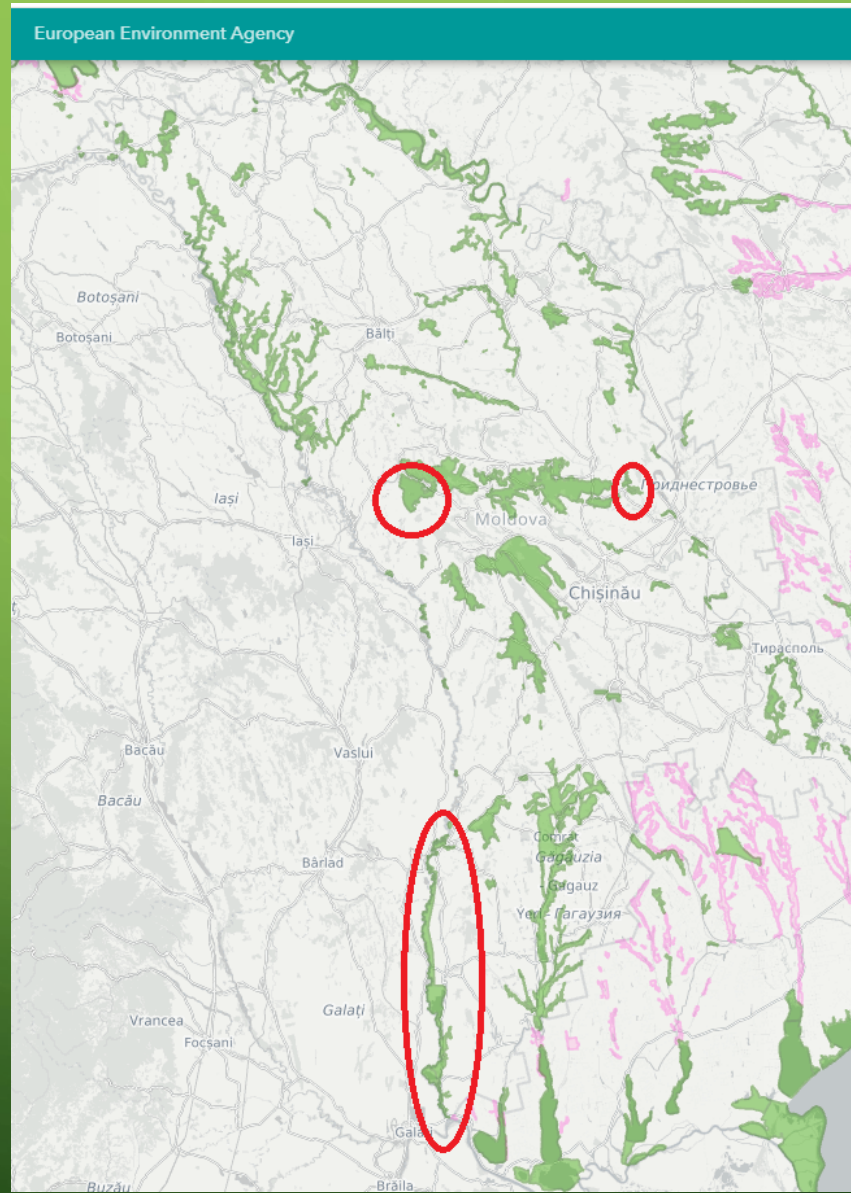 European Environment Agency
Botoșani
Botoșani
Bălți
Iași
Приднестровье
Moldova
Iași
Chișinău
Тирасполь
Bacău
Vaslui
Bacău
Comrat
Bârlad
Gagauzia
- Gagauz
Yeri - Гагаузия
Galați
Vrancea
Focșani
Galați
Brăila
Buzău